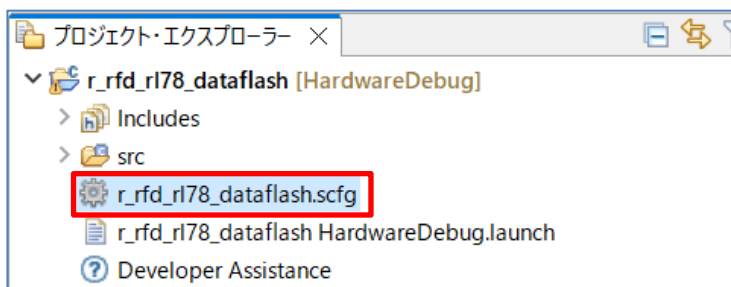 プロジェクト・エクスプローラー
r_rfd_rl78_dataflash [HardwareDebug]
Includes
src
r_rfd_rl78_dataflash.scfg
r_rfd_rl78_dataflash HardwareDebug.launch
Developer Assistance